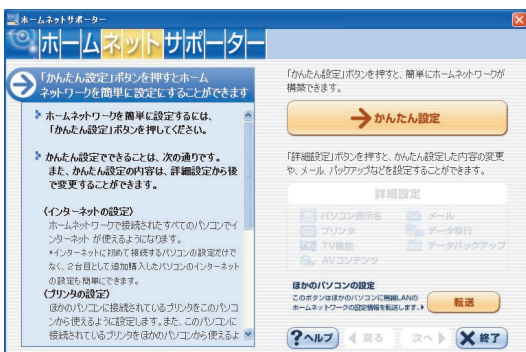 ホームネットサポーター
ホームネットサポーター
「かんたん設定」ボタンを押すとホーム
ネットワークを簡単に設定にすることができます
ホームネットワークを簡単に設定するには、
「かんたん設定」ボタンを押してください。
かんたん設定でできることは、次の通りです。
また、かんたん設定の内容は、詳細設定から後
で変更することができます。
〈インターネットの設定〉
ホームネットワークで接続されたすべてのパソコンでイ
ンターネット が使えるようになります。
*インターネットに初めて接続するパソコンの設定だけで
なく、2台目として追加購入したパソコンのインターネット
の設定も簡単にできます。
〈プリンタの設定〉
ほかのパソコンに接続されているプリンタをこのパソコ
ンから使えるように設定します。また、このパソコンに
接続されているプリンタをほかのパソコンから使えるよ
「かんたん設定」ボタンを押すと、簡単にホームネットワークが
構築できます。
かんたん設定
「詳細設定」ボタンを押すと、かんたん設定した内容の変更
や、メール、バックアップなどを設定することができます。
詳細設定
パソコン表示名
メール
プリンタ
データ移行
TV機能
データバックアップ
AVコンテンツ
ほかのパソコンの設定
このボタンはほかのパソコンに無線LANの
ホームネットワークの設定情報を転送します。
転送
ヘルプ
戻る
次へ
終了